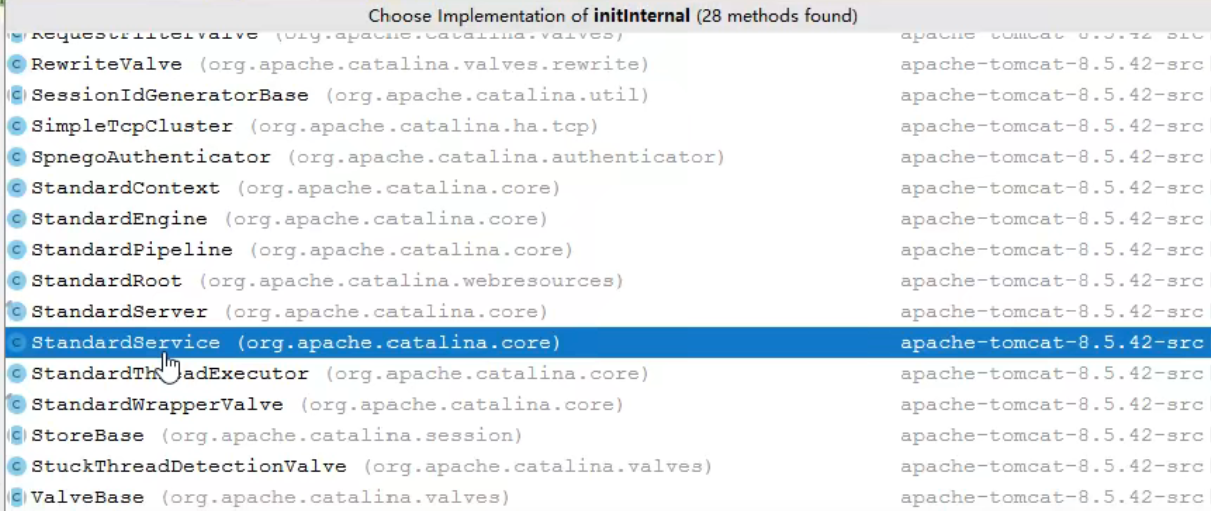 Choose Implementation of initInternal (28 methods found)
RequestFilterValve (org.apache.catalina.valves) apache-tomcat-8.5.42-src
RewriteValve (org.apache.catalina.valves.rewrite) apache-tomcat-8.5.42-src
SessionIdGeneratorBase (org.apache.catalina.util) apache-tomcat-8.5.42-src
SimpleTcpCluster (org.apache.catalina.ha.tcp) apache-tomcat-8.5.42-src
SpnegoAuthenticator (org.apache.catalina.authenticator) apache-tomcat-8.5.42-src
StandardContext (org.apache.catalina.core) apache-tomcat-8.5.42-src
StandardEngine (org.apache.catalina.core) apache-tomcat-8.5.42-src
StandardPipeline (org.apache.catalina.core) apache-tomcat-8.5.42-src
StandardRoot (org.apache.catalina.webresources) apache-tomcat-8.5.42-src
StandardServer (org.apache.catalina.core) apache-tomcat-8.5.42-src
StandardService (org.apache.catalina.core) apache-tomcat-8.5.42-src
StandardThreadExecutor (org.apache.catalina.core) apache-tomcat-8.5.42-src
StandardWrapperValve (org.apache.catalina.core) apache-tomcat-8.5.42-src
StoreBase (org.apache.catalina.session) apache-tomcat-8.5.42-src
StuckThreadDetectionValve (org.apache.catalina.valves) apache-tomcat-8.5.42-src
ValveBase (org.apache.catalina.valves) apache-tomcat-8.5.42-src